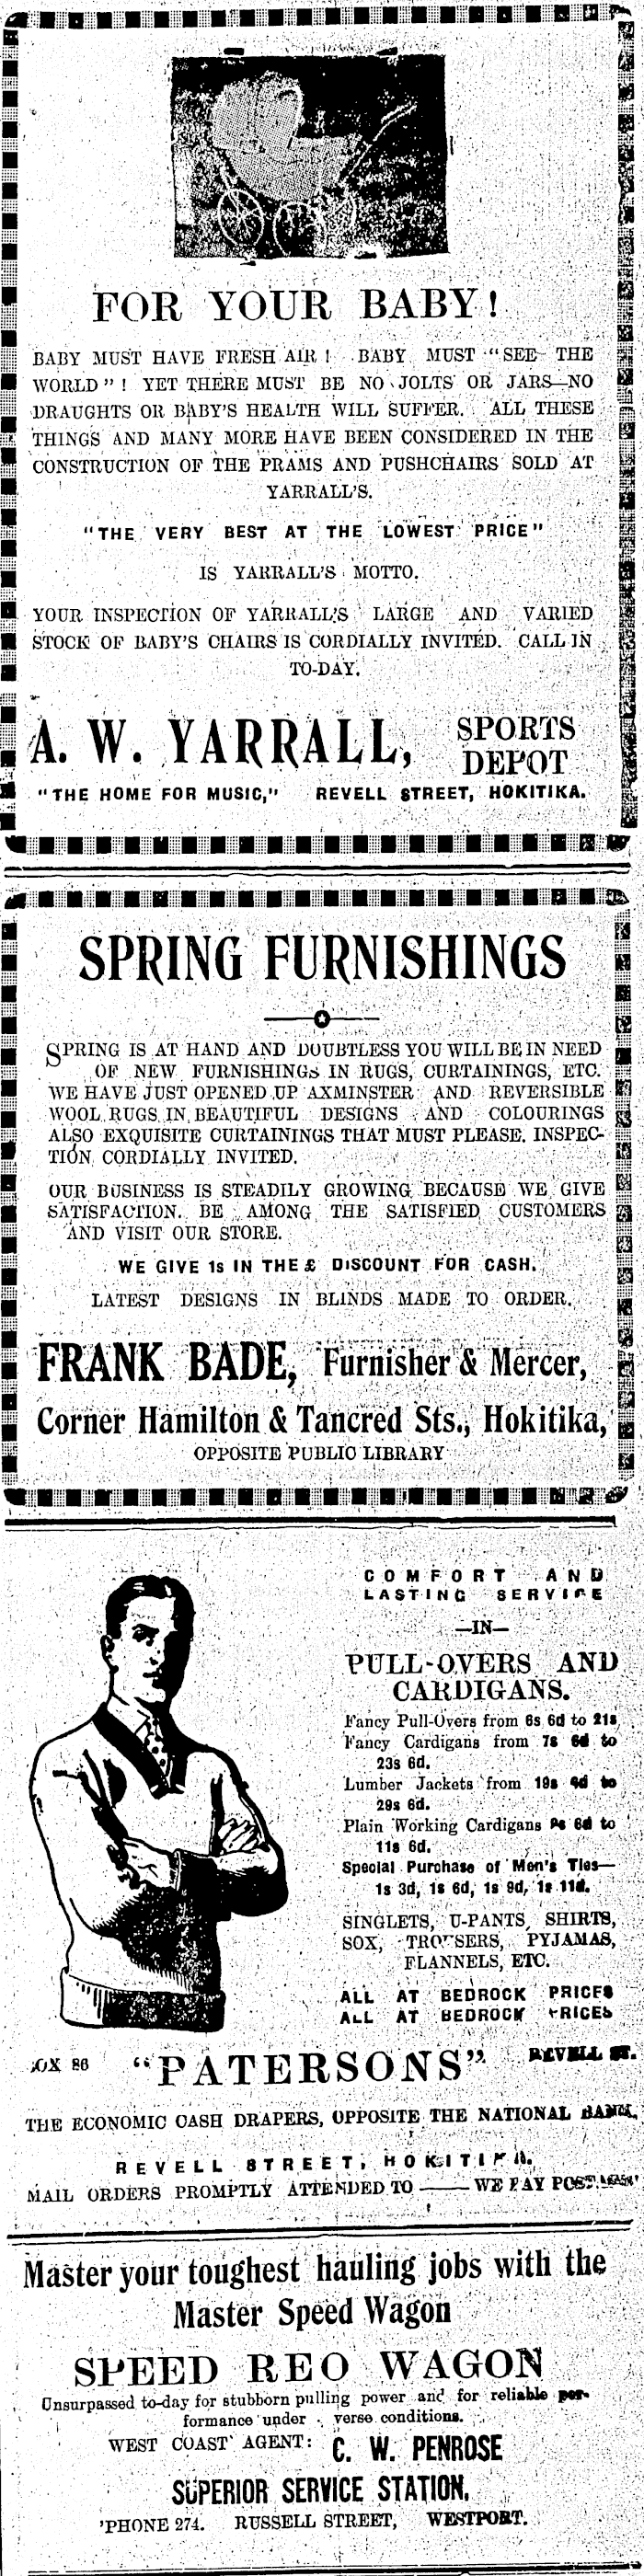 FOR YOUR BABY!
BABY MUST HAVE FRESH AIR! BABY MUST "SEE THE
WORLD"! YET THERE MUST BE NO JOLTS OR JARS—NO
DRAUGHTS OR BABY'S HEALTH WILL SUFFER. ALL THESE
THINGS AND MANY MORE HAVE BEEN CONSIDERED IN THE
CONSTRUCTION OF THE PRAMS AND PUSHCHAIRS SOLD AT
YARRALL'S.
"THE VERY BEST AT THE LOWEST PRICE"
IS YARRALL'S MOTTO.
YOUR INSPECTION OF YARRALL'S LARGE AND VARIED
STOCK OF BABY'S CHAIRS IS CORDIALLY INVITED. CALL IN
TO-DAY.
A. W. YARRALL, SPORTS
DEPOT
"THE HOME FOR MUSIC," REVELL STREET, HOKITIKA.
SPRING FURNISHINGS
SPRING IS AT HAND AND DOUBTLESS YOU WILL BE IN NEED
OF NEW FURNISHINGS IN RUGS, CURTAININGS, ETC.
WE HAVE JUST OPENED UP AXMINSTER AND REVERSIBLE
WOOL RUGS IN BEAUTIFUL DESIGNS AND COLOURINGS
ALSO EXQUISITE CURTAININGS THAT MUST PLEASE. INSPEC-
TION CORDIALLY INVITED.
OUR BUSINESS IS STEADILY GROWING BECAUSE WE GIVE
SATISFACTION. BE AMONG THE SATISFIED CUSTOMERS
AND VISIT OUR STORE.
WE GIVE 1s IN THE £ DISCOUNT FOR CASH.
LATEST DESIGNS IN BLINDS MADE TO ORDER.
FRANK BADE, Furnisher & Mercer,
Corner Hamilton & Tancred Sts., Hokitika,
OPPOSITE PUBLIC LIBRARY
COMFORT AND
LASTING SERVICE
—IN—
PULL-OVERS AND
CARDIGANS.
Fancy Pull-Overs from 6s 6d to 21s
Fancy Cardigans from 7s 6d to
23s 6d.
Lumber Jackets from 19s 6d to
29s 6d.
Plain Working Cardigans 6d to
11s 6d.
Special Purchase of Men's Ties—
1s 3d, 1s 6d, 1s 9d, 1s 11d.
SINGLETS, U-PANTS, SHIRTS,
SOX, TROUSERS, PYJAMAS,
FLANNELS, ETC.
ALL AT BEDROCK PRICES
ALL AT BEDROCK PRICES
BOX 86 "PATERSONS" REVELL ST.
THE ECONOMIC CASH DRAPERS, OPPOSITE THE NATIONAL BANK,
REVELL STREET, HOKITIKA.
MAIL ORDERS PROMPTLY ATTENDED TO —— WE PAY POSTAGE
Master your toughest hauling jobs with the
Master Speed Wagon
SPEED REO WAGON
Unsurpassed to-day for stubborn pulling power and for reliable per-
formance under verse conditions.
WEST COAST AGENT: C. W. PENROSE
SUPERIOR SERVICE STATION.
'PHONE 274. RUSSELL STREET, WESTPORT.